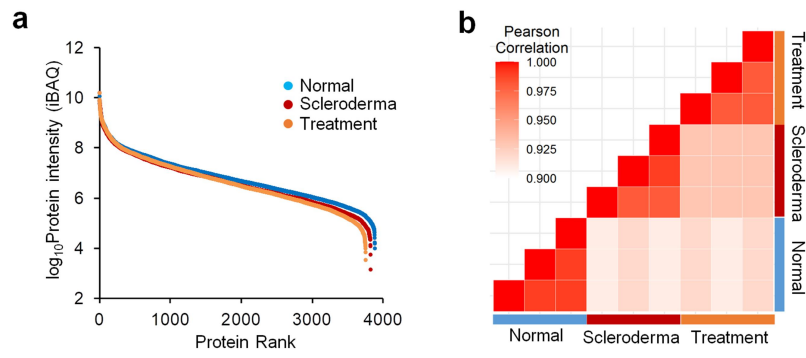 a
12
10
8
6
4
2
log10Protein intensity (iBAQ)
Normal
Scleroderma
Treatment
0
1000
2000
3000
4000
Protein Rank
b
Pearson
Correlation
1.000
0.975
0.950
0.925
0.900
Treatment
Scleroderma
Normal
Normal
Scleroderma
Treatment